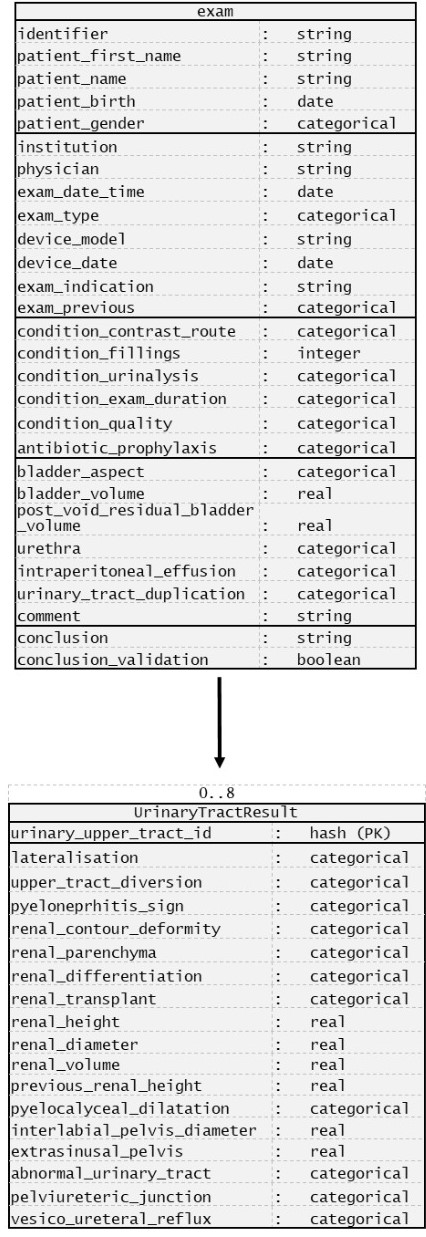 exam
identifier : string
patient_first_name : string
patient_name : string
patient_birth : date
patient_gender : categorical
institution : string
physician : string
exam_date_time : date
exam_type : categorical
device_model : string
device_date : date
exam_indication : string
exam_previous : categorical
condition_contrast_route : categorical
condition_fillings : integer
condition_urinalysis : categorical
condition_exam_duration : categorical
condition_quality : categorical
antibiotic_prophylaxis : categorical
bladder_aspect : categorical
bladder_volume : real
post_void_residual_bladder
_volume : real
urethra : categorical
intraperitoneal_effusion : categorical
urinary_tract_duplication : categorical
comment : string
conclusion : string
conclusion_validation : boolean
0..8
UrinaryTractResult
urinary_upper_tract_id : hash (PK)
lateralisation : categorical
upper_tract_diversion : categorical
pyeloneprhitis_sign : categorical
renal_contour_deformity : categorical
renal_parenchyma : categorical
renal_differentiation : categorical
renal_transplant : categorical
renal_height : real
renal_diameter : real
renal_volume : real
previous_renal_height : real
pyelocalyceal_dilatation : categorical
interlabial_pelvis_diameter : real
extrasinusal_pelvis : real
abnormal_urinary_tract : categorical
pelviureteric_junction : categorical
vesico_ureteral_reflux : categorical